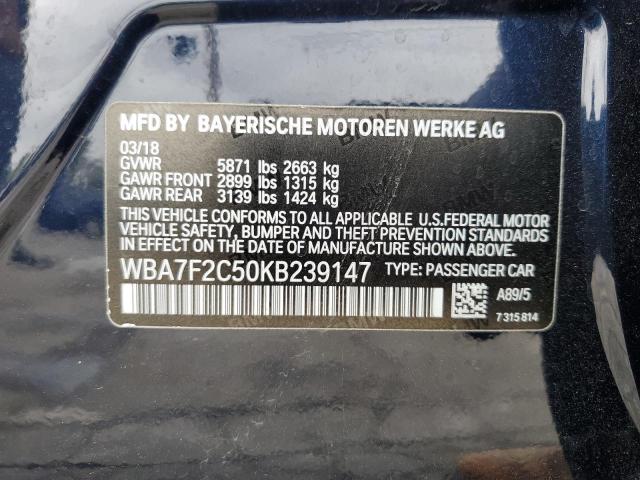 MFD BY BAYERISCHE MOTOREN WERKE AG
03/18
GVWR 5871 lbs 2663 kg
GAWR FRONT 2899 lbs 1315 kg
GAWR REAR 3139 lbs 1424 kg
THIS VEHICLE CONFORMS TO ALL APPLICABLE U.S.FEDERAL MOTOR
VEHICLE SAFETY, BUMPER AND THEFT PREVENTION STANDARDS
IN EFFECT ON THE DATE OF MANUFACTURE SHOWN ABOVE.
WBA7F2C50KB239147 TYPE: PASSENGER CAR
A89/5
7 315 814